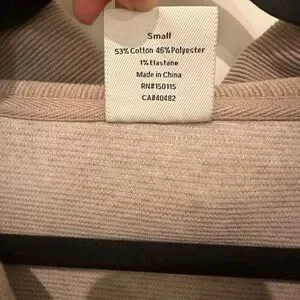 Small
53% Cotton 46% Polyester
1% Elastane
Made in China
RN#150115
CA#40482